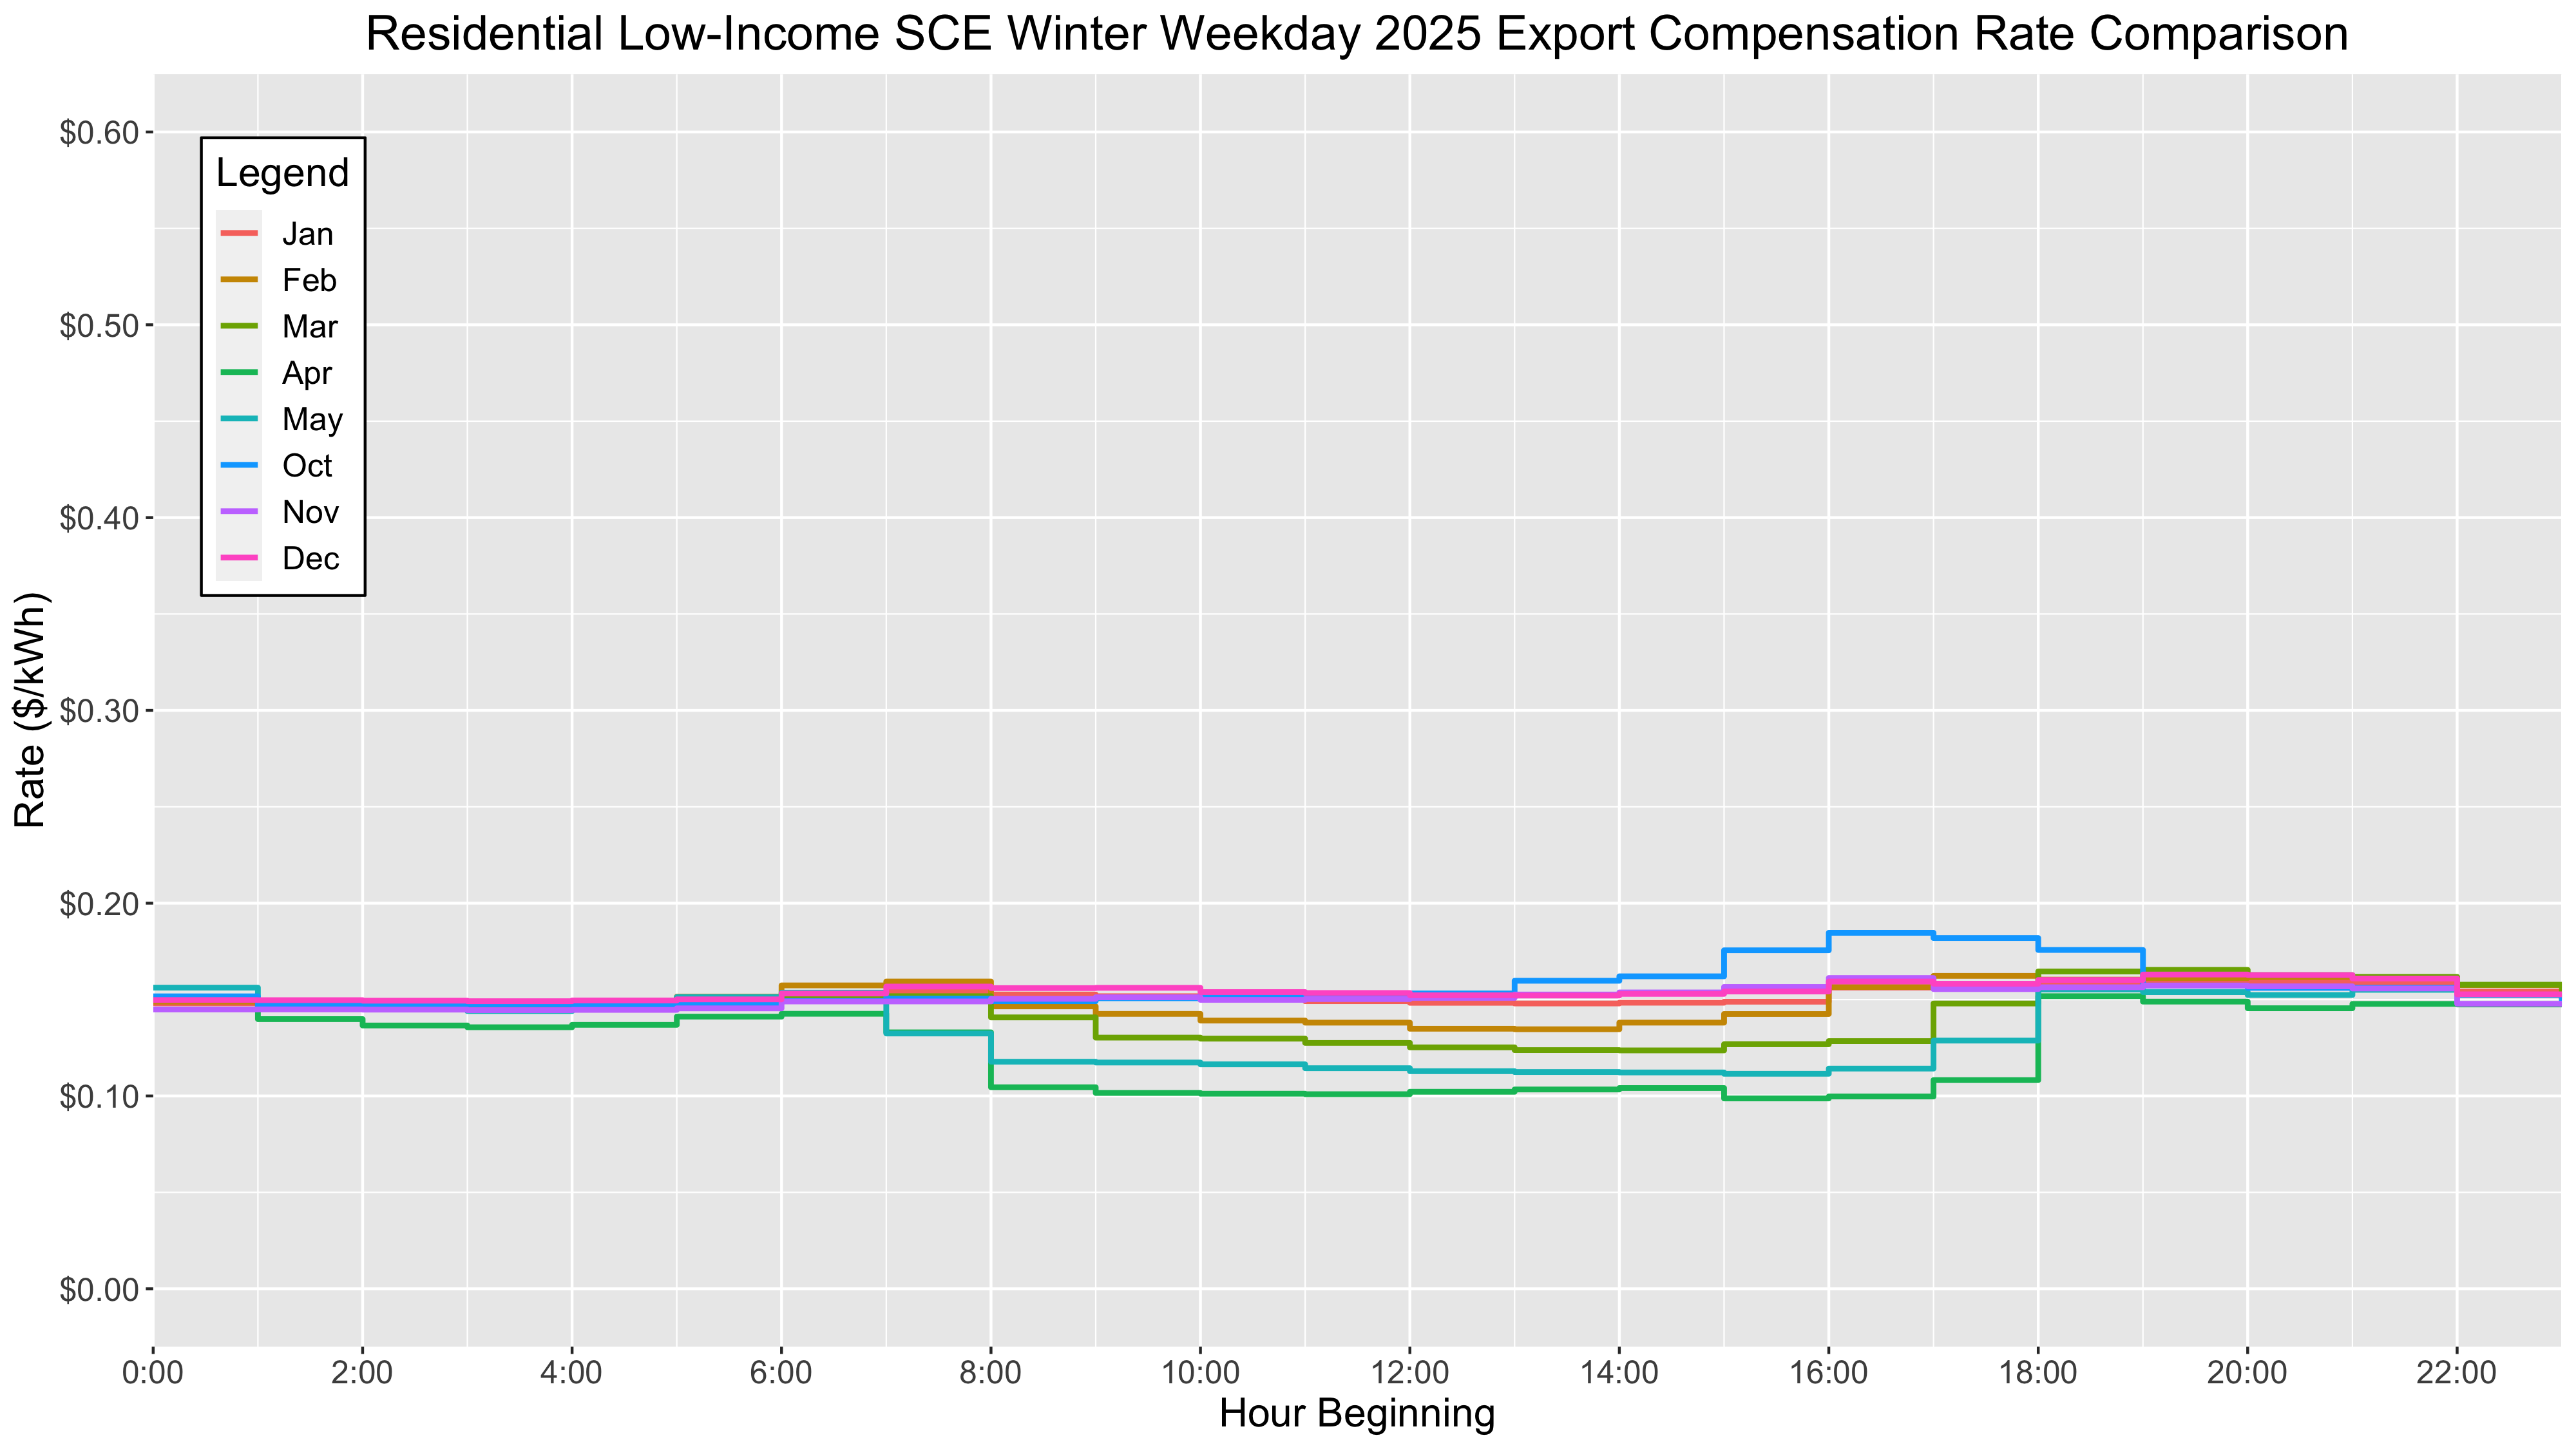 Residential Low-Income SCE Winter Weekday 2025 Export Compensation Rate Comparison
$0.60
$0.50
$0.40
$0.30
$0.20
$0.10
$0.00
Rate ($/kWh)
Legend
Jan
Feb
Mar
Apr
May
Oct
Nov
Dec
0:00 2:00 4:00 6:00 8:00 10:00 12:00 14:00 16:00 18:00 20:00 22:00
Hour Beginning